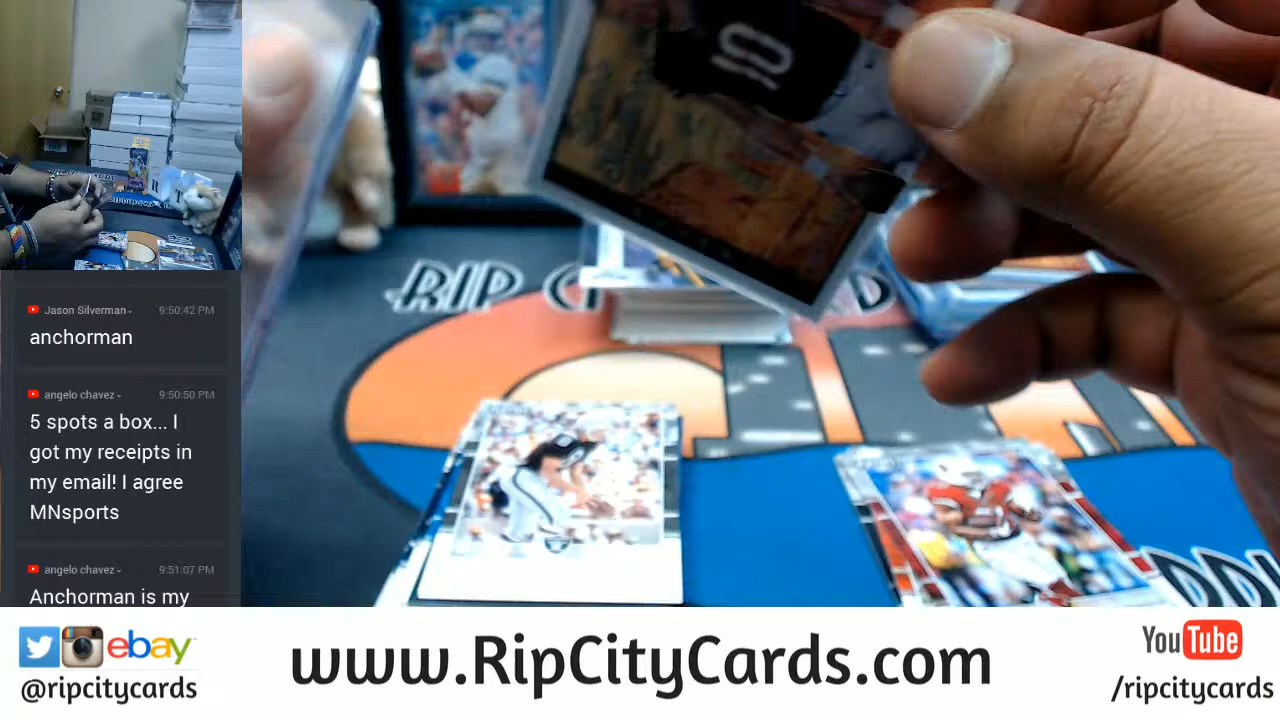 RIP C
Jason Silverman 9:50:42 PM
anchorman
angelo chavez 9:50:50 PM
5 spots a box... I
got my receipts in
my email! I agree
MNsports
angelo chavez 9:51:07 PM
Anchorman is my
ebay
@ripcitycards
www.RipCityCards.com
YouTube
/ripcitycards